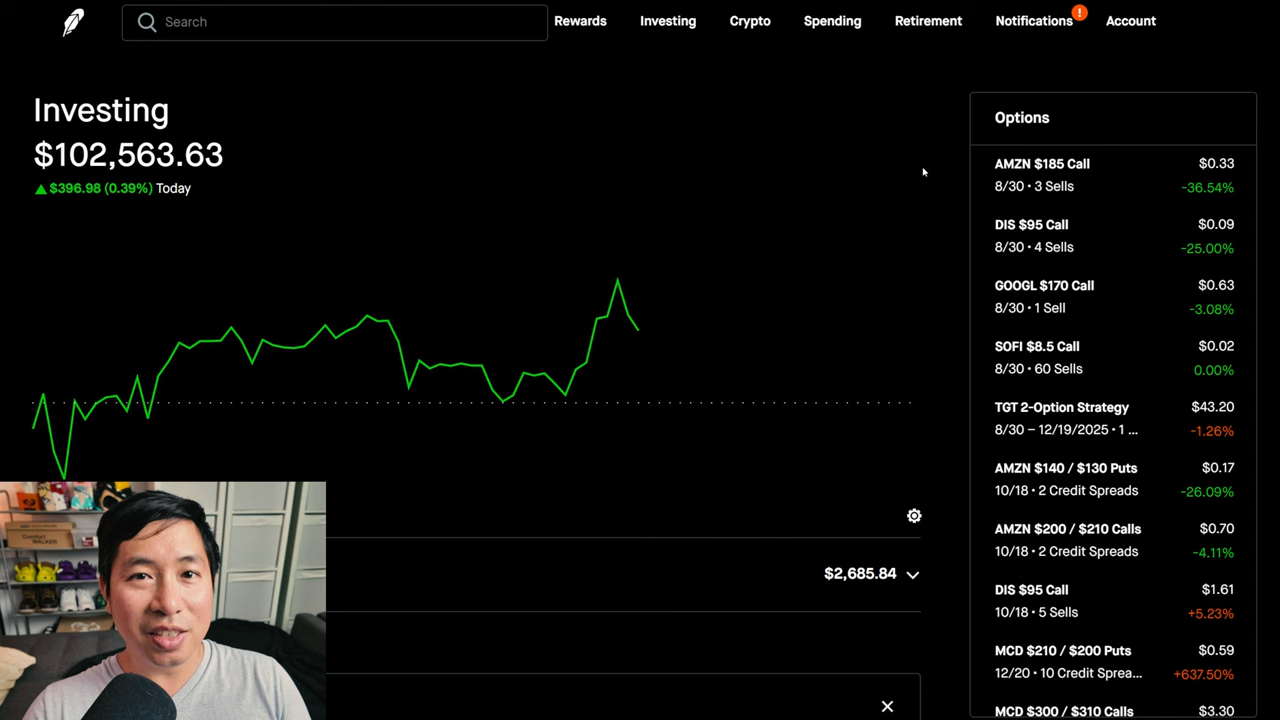 Search
Rewards
Investing
Crypto
Spending
Retirement
Notifications
!
Account
Investing
$102,563.63
$396.98 (0.39%) Today
$2,685.84
Options
AMZN $185 Call $0.33
8/30 • 3 Sells -36.54%
DIS $95 Call $0.09
8/30 • 4 Sells -25.00%
GOOGL $170 Call $0.63
8/30 • 1 Sell -3.08%
SOFI $8.5 Call $0.02
8/30 • 60 Sells 0.00%
TGT 2-Option Strategy $43.20
8/30 – 12/19/2025 • 1 ... -1.26%
AMZN $140 / $130 Puts $0.17
10/18 • 2 Credit Spreads -26.09%
AMZN $200 / $210 Calls $0.70
10/18 • 2 Credit Spreads -4.11%
DIS $95 Call $1.61
10/18 • 5 Sells +5.23%
MCD $210 / $200 Puts $0.59
12/20 • 10 Credit Sprea... +637.50%
MCD $300 / $310 Calls $3.30